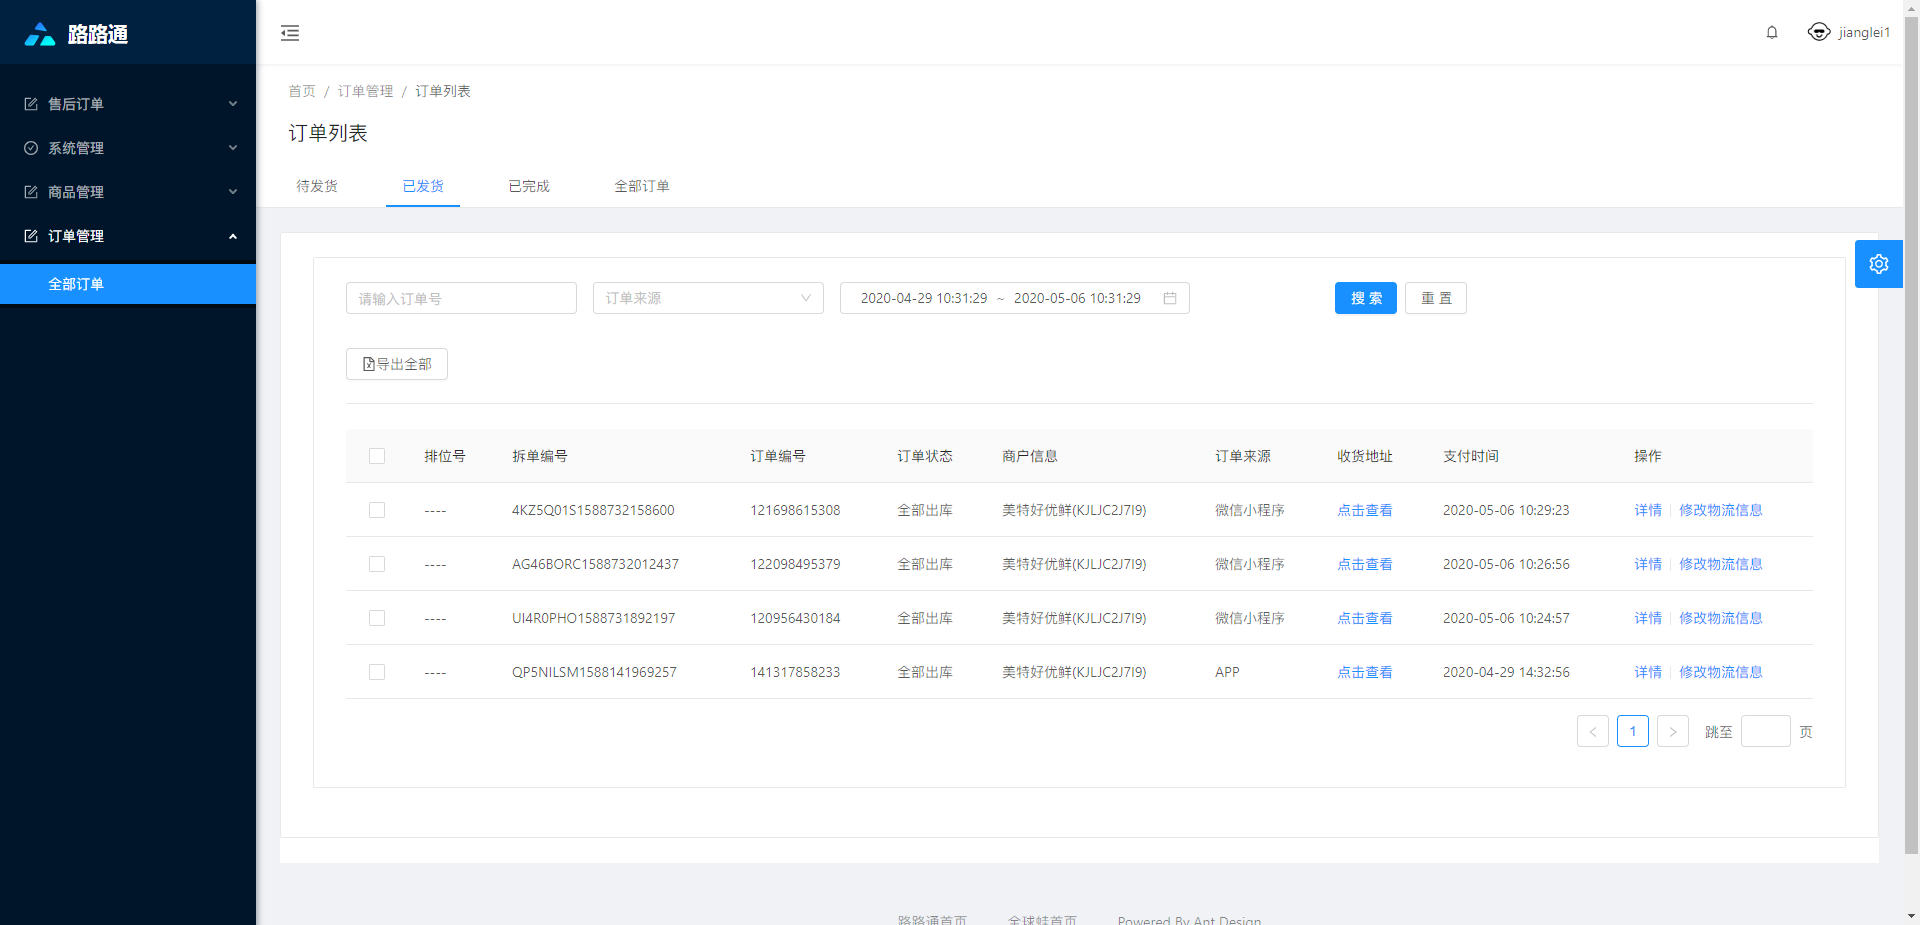 路路通
jianglei1
售后订单
系统管理
商品管理
订单管理
全部订单
首页 / 订单管理 / 订单列表
订单列表
待发货 已发货 已完成 全部订单
请输入订单号 订单来源 2020-04-29 10:31:29 ~ 2020-05-06 10:31:29 搜 索 重 置
导出全部
排位号 拆单编号 订单编号 订单状态 商户信息 订单来源 收货地址 支付时间 操作
---- 4KZ5Q01S1588732158600 121698615308 全部出库 美特好优鲜(KJLJC2J7I9) 微信小程序 点击查看 2020-05-06 10:29:23 详情 修改物流信息
---- AG46BORC1588732012437 122098495379 全部出库 美特好优鲜(KJLJC2J7I9) 微信小程序 点击查看 2020-05-06 10:26:56 详情 修改物流信息
---- UI4R0PHO1588731892197 120956430184 全部出库 美特好优鲜(KJLJC2J7I9) 微信小程序 点击查看 2020-05-06 10:24:57 详情 修改物流信息
---- QP5NILSM1588141969257 141317858233 全部出库 美特好优鲜(KJLJC2J7I9) APP 点击查看 2020-04-29 14:32:56 详情 修改物流信息
< 1 > 跳至 页
路路通首页 全球蛙首页 Powered By Ant Design